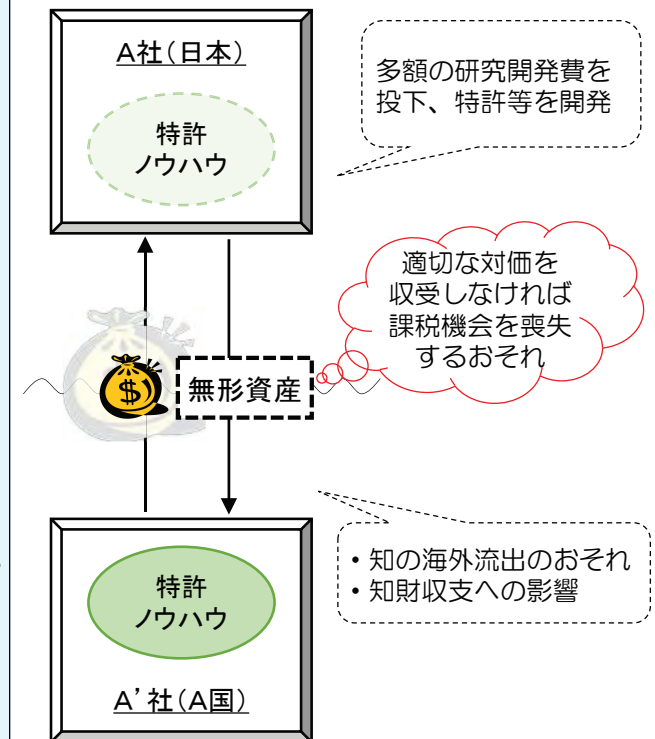 A社(日本)
特許
ノウハウ
多額の研究開発費を
投下、特許等を開発
適切な対価を
収受しなければ
課税機会を喪失
するおそれ
$
無形資産
・知の海外流出のおそれ
・知財収支への影響
特許
ノウハウ
A’社(A国)